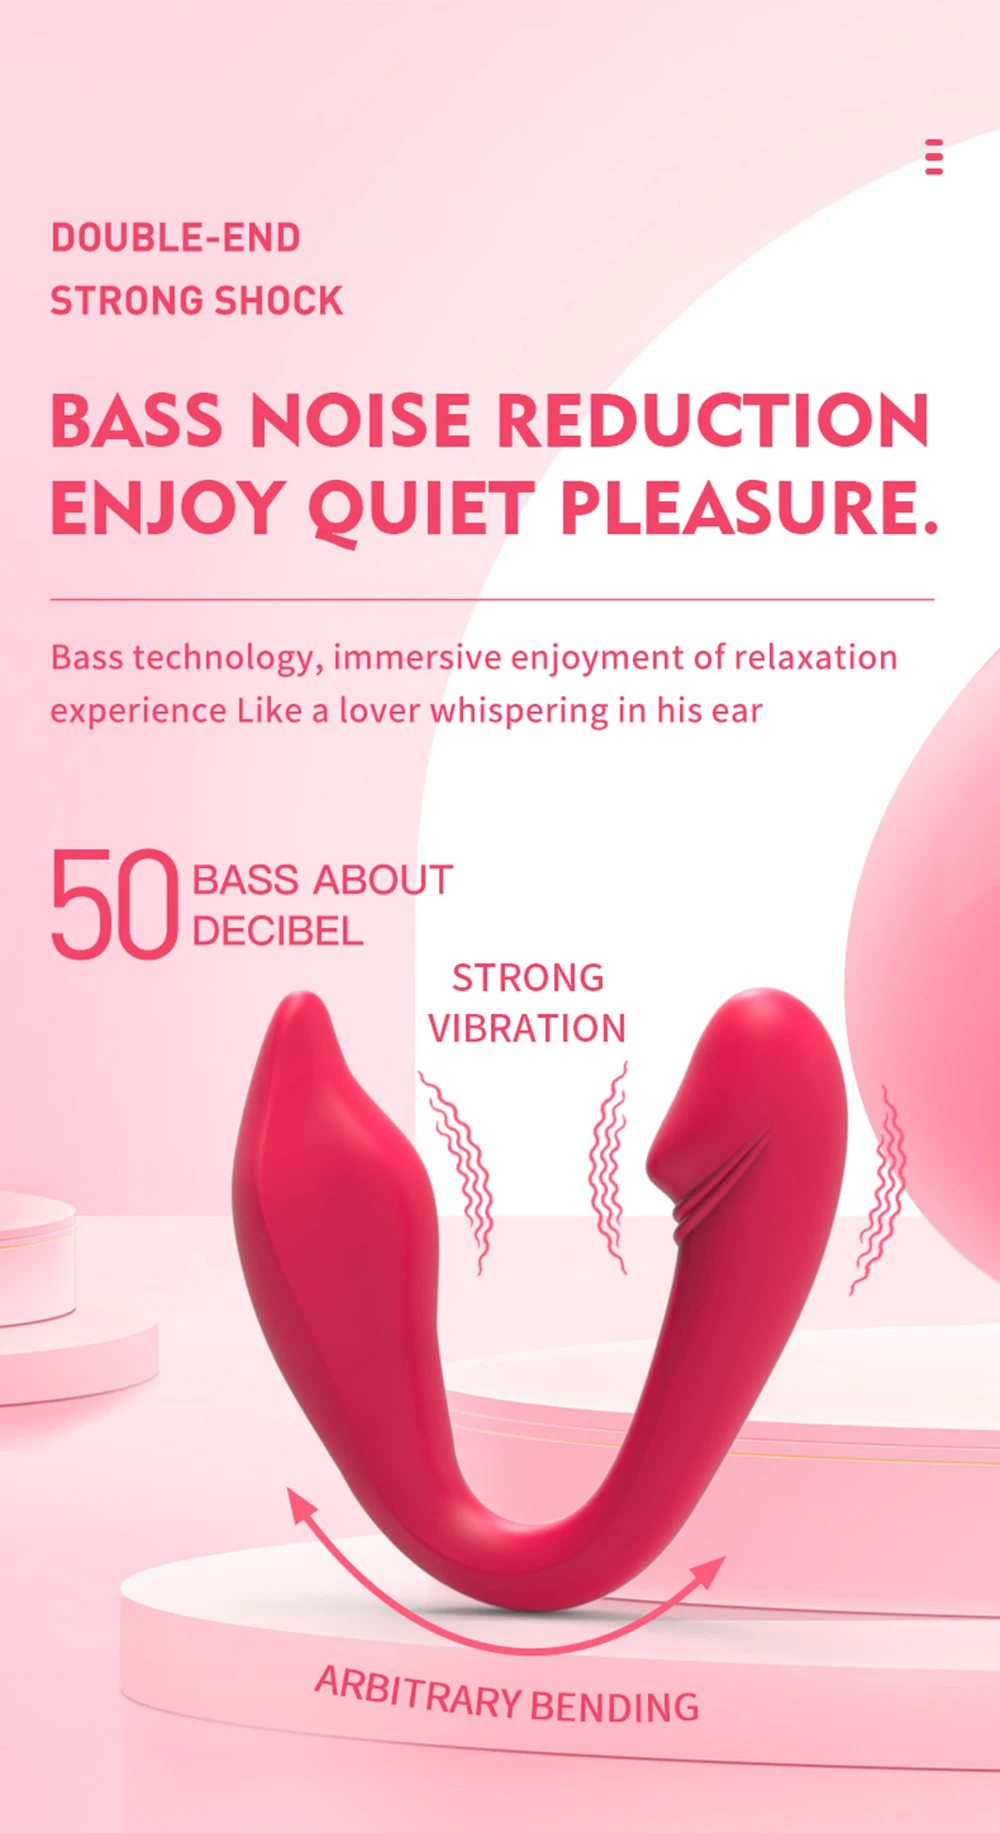 DOUBLE-END
STRONG SHOCK
BASS NOISE REDUCTION
ENJOY QUIET PLEASURE.
Bass technology, immersive enjoyment of relaxation
experience Like a lover whispering in his ear
50 BASS ABOUT
DECIBEL
STRONG
VIBRATION
ARBITRARY BENDING